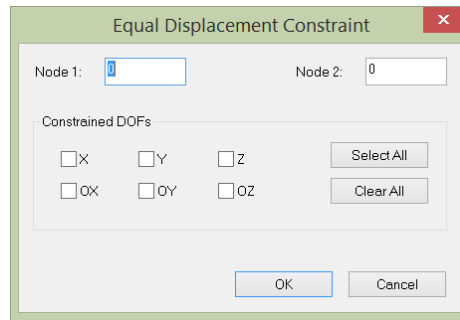 Equal Displacement Constraint
x
Node 1: 0 Node 2: 0
Constrained DOFs
X Y Z Select All
OX OY OZ Clear All
OK Cancel